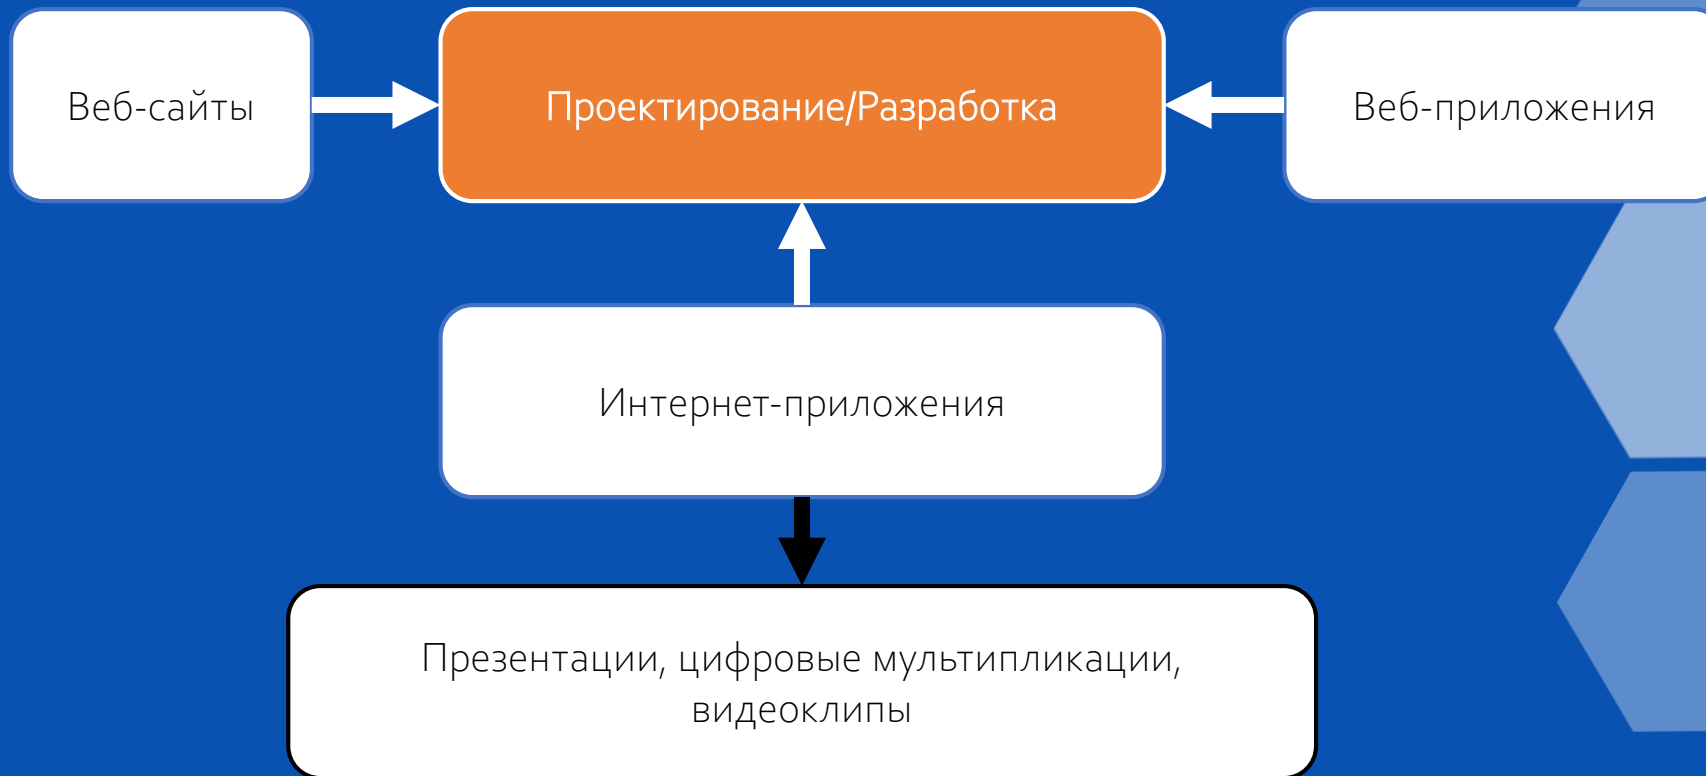 Веб-сайты
Проектирование/Разработка
Веб-приложения
Интернет-приложения
Презентации, цифровые мультипликации,
видеоклипы